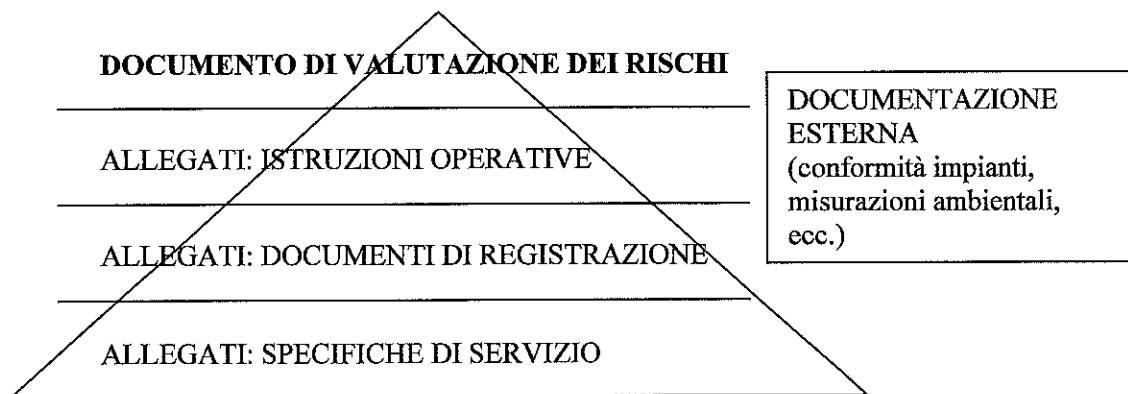 DOCUMENTO DI VALUTAZIONE DEI RISCHI
ALLEGATI: ISTRUZIONI OPERATIVE
ALLEGATI: DOCUMENTI DI REGISTRAZIONE
ALLEGATI: SPECIFICHE DI SERVIZIO
DOCUMENTAZIONE
ESTERNA
(conformità impianti,
misurazioni ambientali,
ecc.)